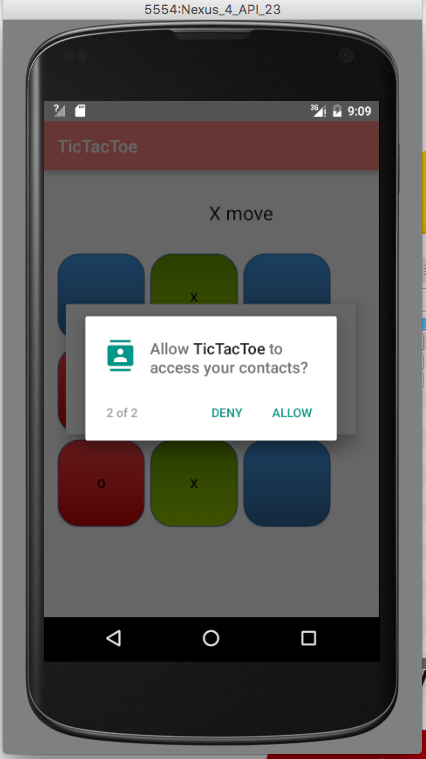 5554:Nexus_4_API_23
3G 9:09
TicTacToe
X move
x
Allow TicTacToe to
access your contacts?
2 of 2 DENY ALLOW
o x